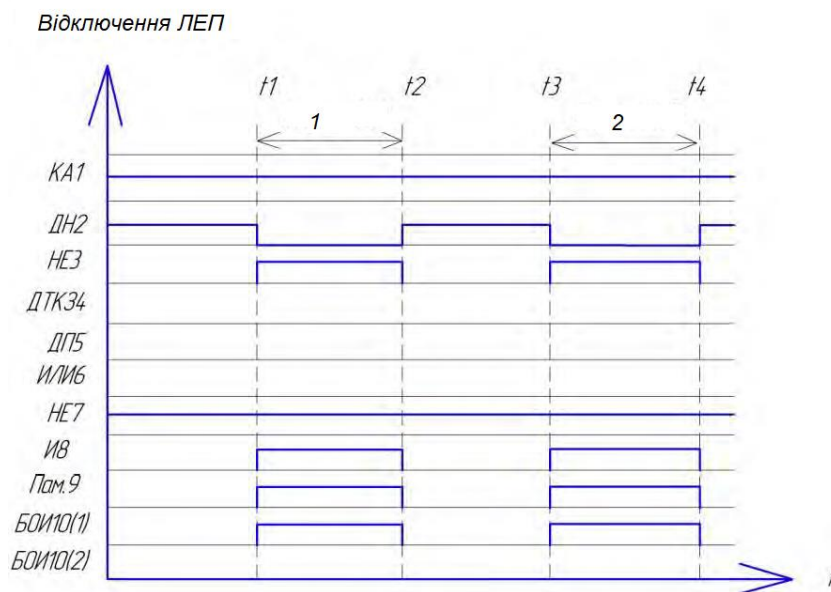 Відключення ЛЕП
t1 t2 t3 t4
1 2
КА1
ДН2
НЕ3
ДТКЗ4
ДП5
ИЛИ6
НЕ7
И8
Пам.9
БОИ10(1)
БОИ10(2)